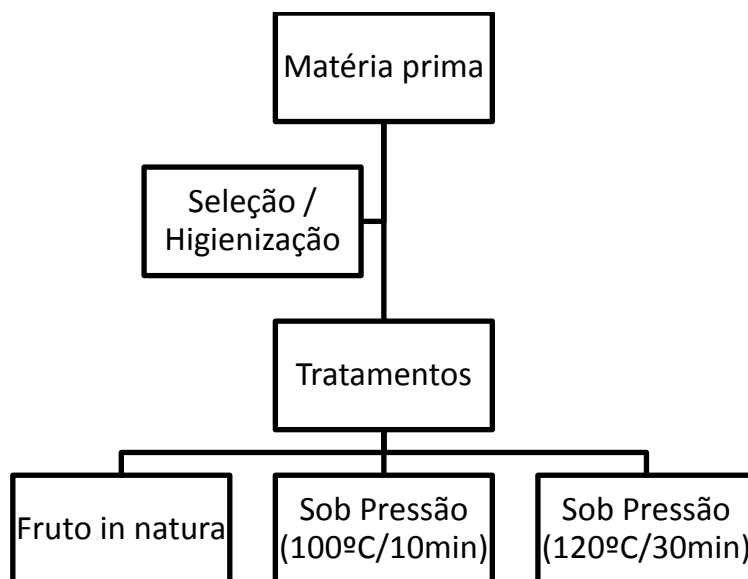 Matéria prima
Seleção /
Higienização
Tratamentos
Fruto in natura
Sob Pressão
(100ºC/10min)
Sob Pressão
(120ºC/30min)